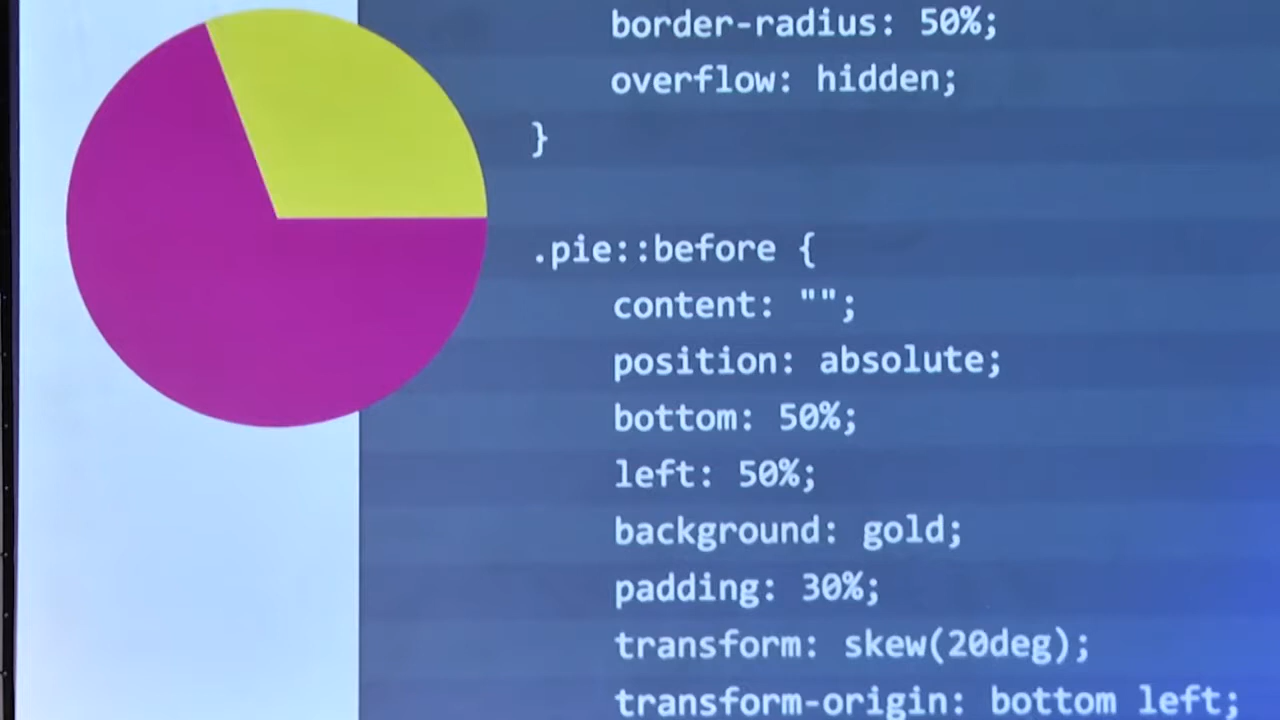 border-radius: 50%;
overflow: hidden;
}
.pie::before {
content: "";
position: absolute;
bottom: 50%;
left: 50%;
background: gold;
padding: 30%;
transform: skew(20deg);
transform-origin: bottom left;